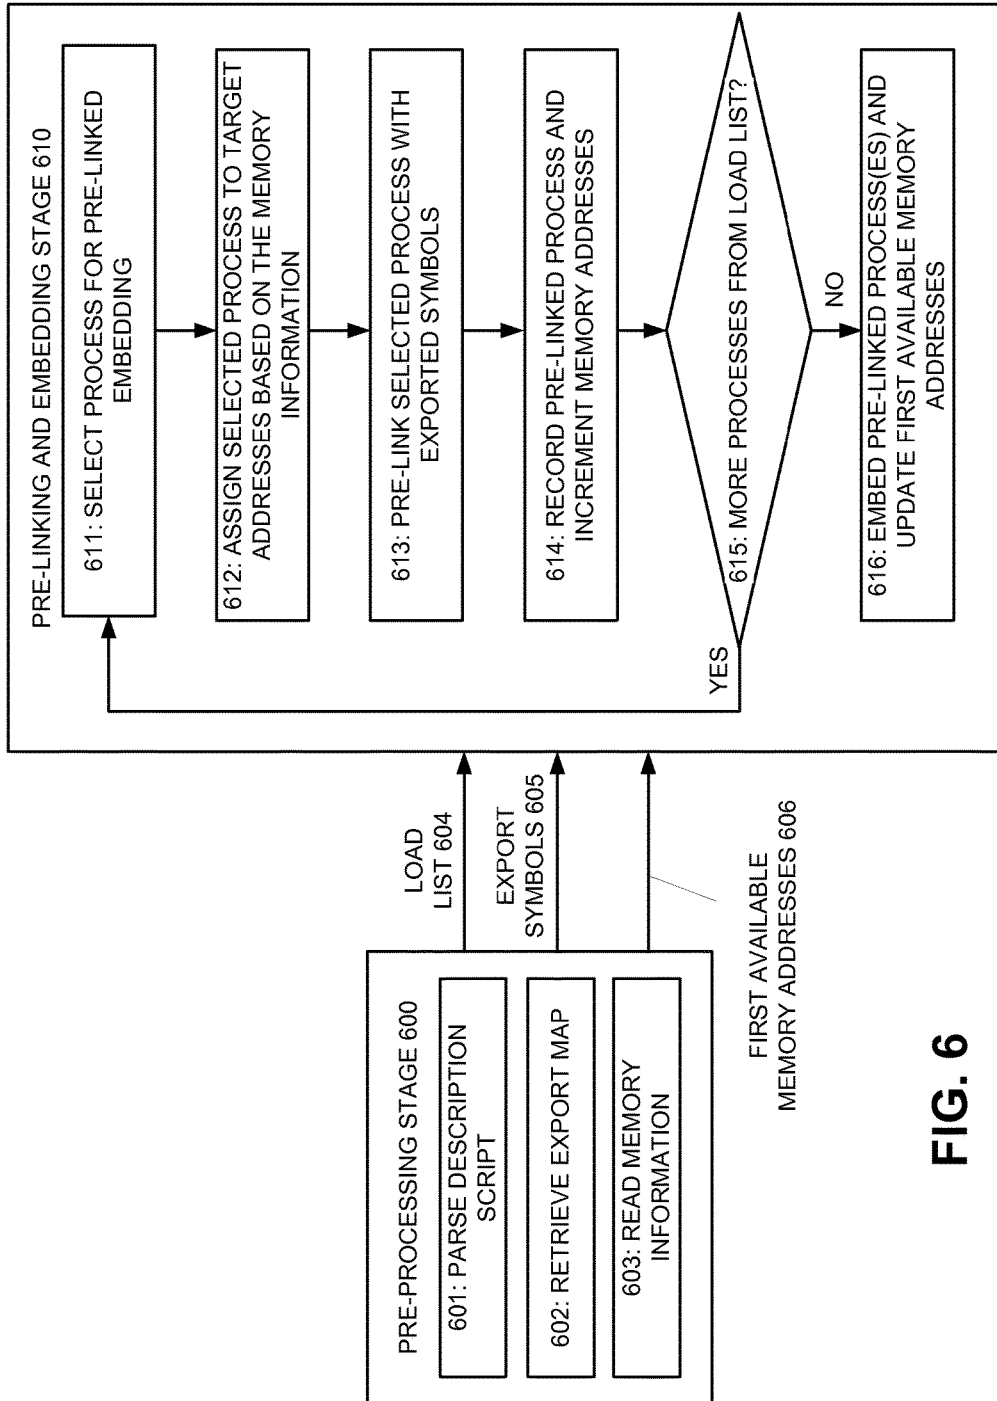 PRE-PROCESSING STAGE 600
601: PARSE DESCRIPTION
SCRIPT
602: RETRIEVE EXPORT MAP
603: READ MEMORY
INFORMATION
LOAD
LIST 604
EXPORT
SYMBOLS 605
FIRST AVAILABLE
MEMORY ADDRESSES 606
PRE-LINKING AND EMBEDDING STAGE 610
611: SELECT PROCESS FOR PRE-LINKED
EMBEDDING
612: ASSIGN SELECTED PROCESS TO TARGET
ADDRESSES BASED ON THE MEMORY
INFORMATION
613: PRE-LINK SELECTED PROCESS WITH
EXPORTED SYMBOLS
614: RECORD PRE-LINKED PROCESS AND
INCREMENT MEMORY ADDRESSES
615: MORE PROCESSES FROM LOAD LIST?
YES
NO
616: EMBED PRE-LINKED PROCESS(ES) AND
UPDATE FIRST AVAILABLE MEMORY
ADDRESSES
FIG. 6